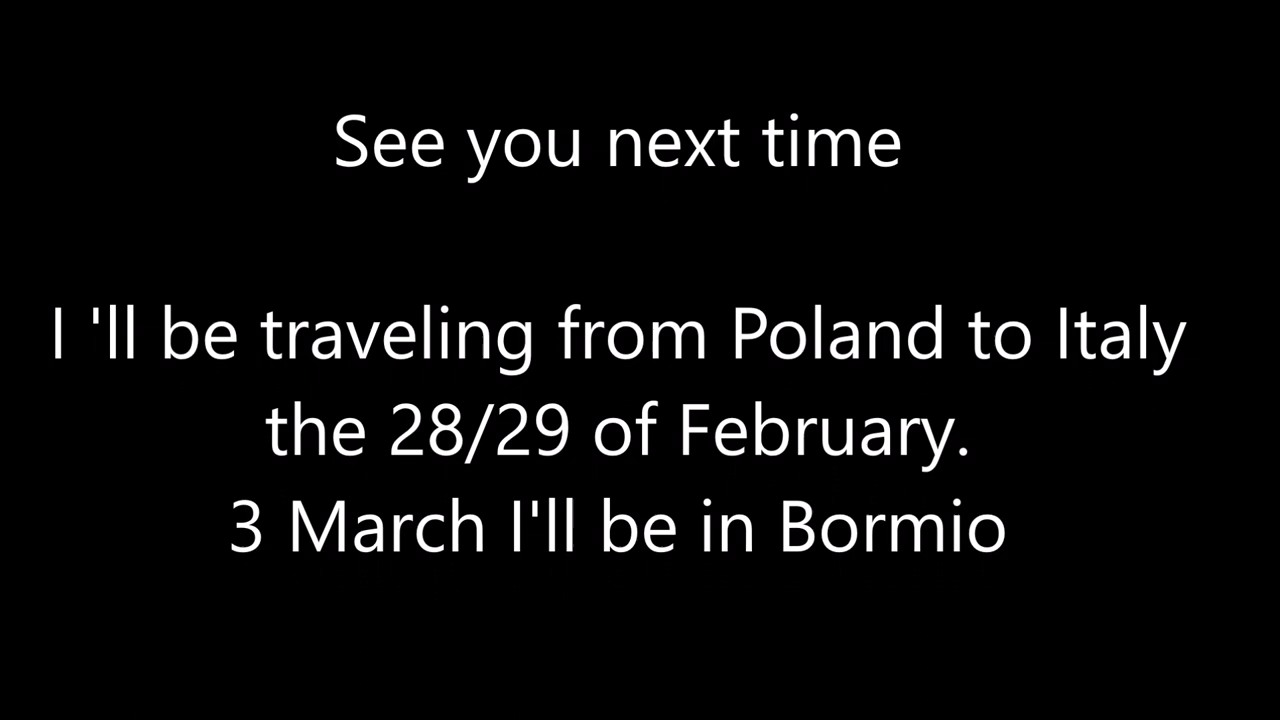 See you next time
I 'll be traveling from Poland to Italy
the 28/29 of February.
3 March I'll be in Bormio